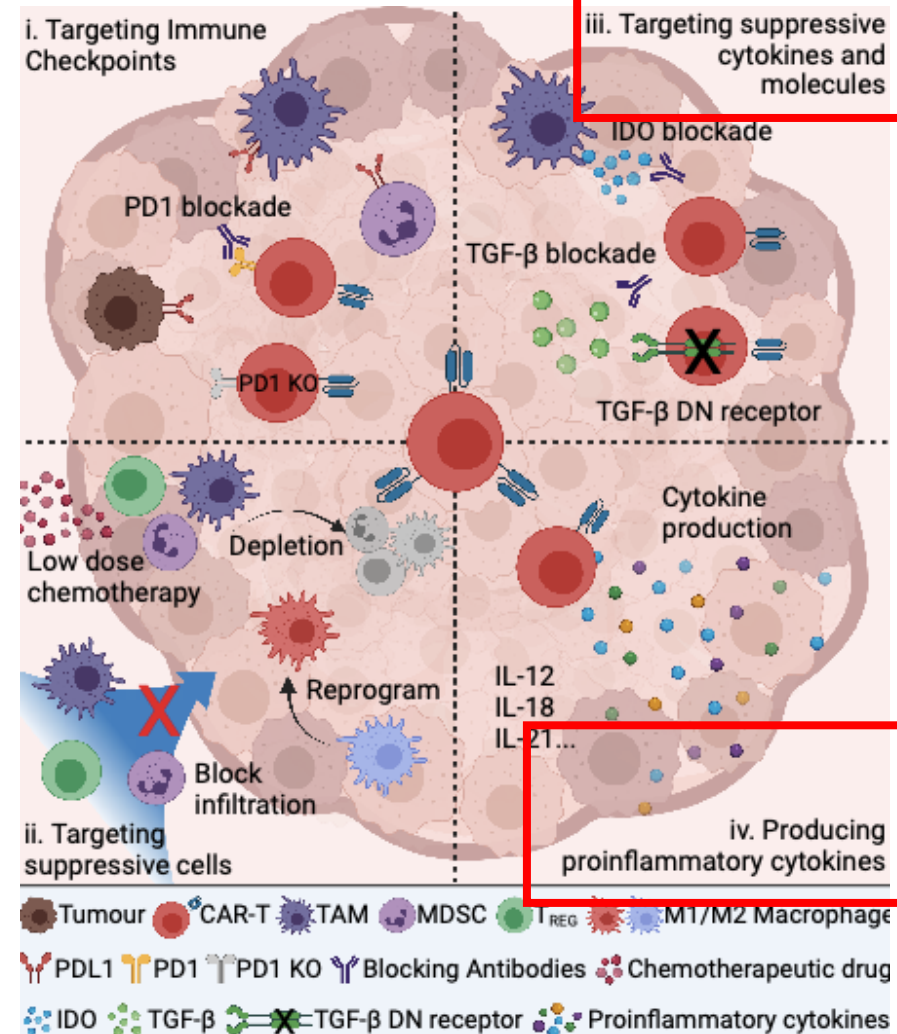 i. Targeting Immune
Checkpoints
iii. Targeting suppressive
cytokines and
molecules
IDO blockade
PD1 blockade
TGF-β blockade
PD1 KO
TGF-β DN receptor
Cytokine
production
Depletion
Low dose
chemotherapy
IL-12
IL-18
IL-21...
Reprogram
Block
infiltration
ii. Targeting
suppressive cells
iv. Producing
proinflammatory cytokines
Tumour CAR-T TAM MDSC TREG M1/M2 Macrophage
PDL1 PD1 PD1 KO Blocking Antibodies Chemotherapeutic drug
IDO TGF-β TGF-β DN receptor Proinflammatory cytokines